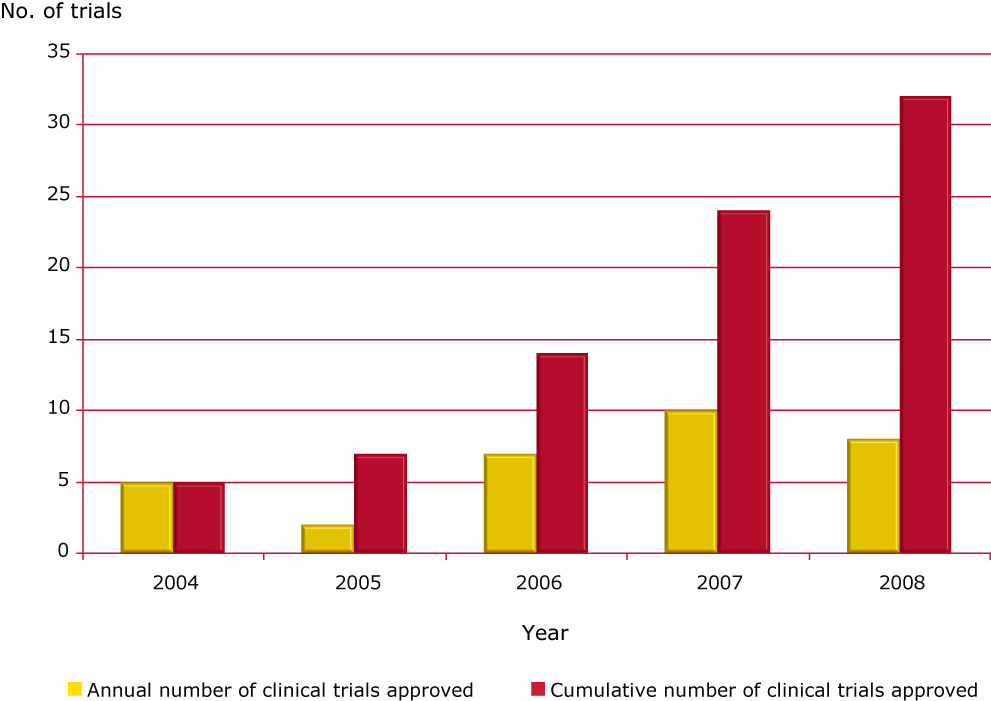 No. of trials
35
30
25
20
15
10
5
0
2004 2005 2006 2007 2008
Year
Annual number of clinical trials approved Cumulative number of clinical trials approved